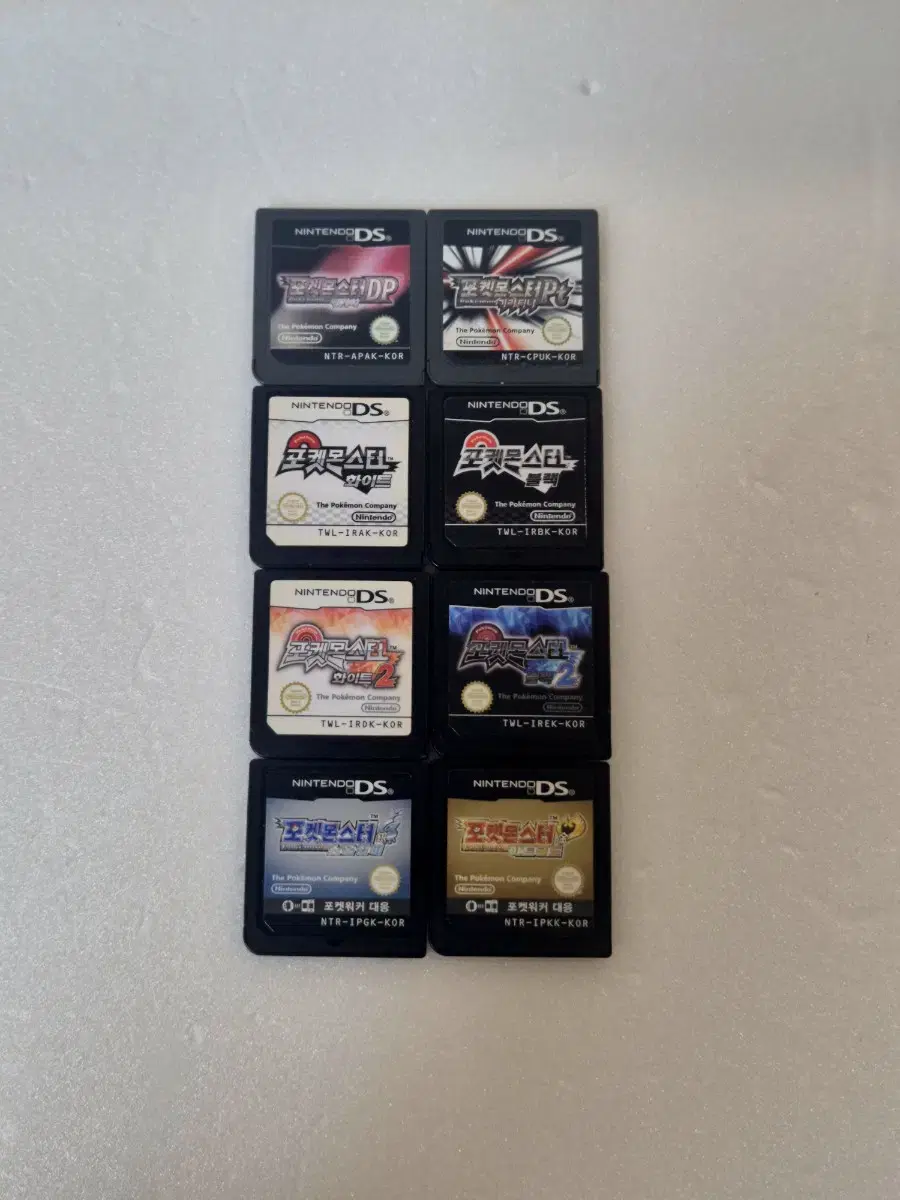 NINTENDO DS
포켓몬스터DP
The Pokémon Company
Nintendo
NTR-APAK-KOR
NINTENDO DS
포켓몬스터Pt
기라티나
The Pokémon Company
Nintendo
NTR-CPUK-KOR
NINTENDO DS
포켓몬스터
화이트
The Pokémon Company
Nintendo
TWL-IRAK-KOR
NINTENDO DS
포켓몬스터
블랙
The Pokémon Company
Nintendo
TWL-IRBK-KOR
NINTENDO DS
포켓몬스터
화이트2
The Pokémon Company
Nintendo
TWL-IRDK-KOR
NINTENDO DS
포켓몬스터
블랙2
The Pokémon Company
Nintendo
TWL-IREK-KOR
NINTENDO DS
포켓몬스터
The Pokémon Company
Nintendo
포켓워커 대응
NTR-IPGK-KOR
NINTENDO DS
포켓몬스터
The Pokémon Company
Nintendo
포켓워커 대응
NTR-IPKK-KOR